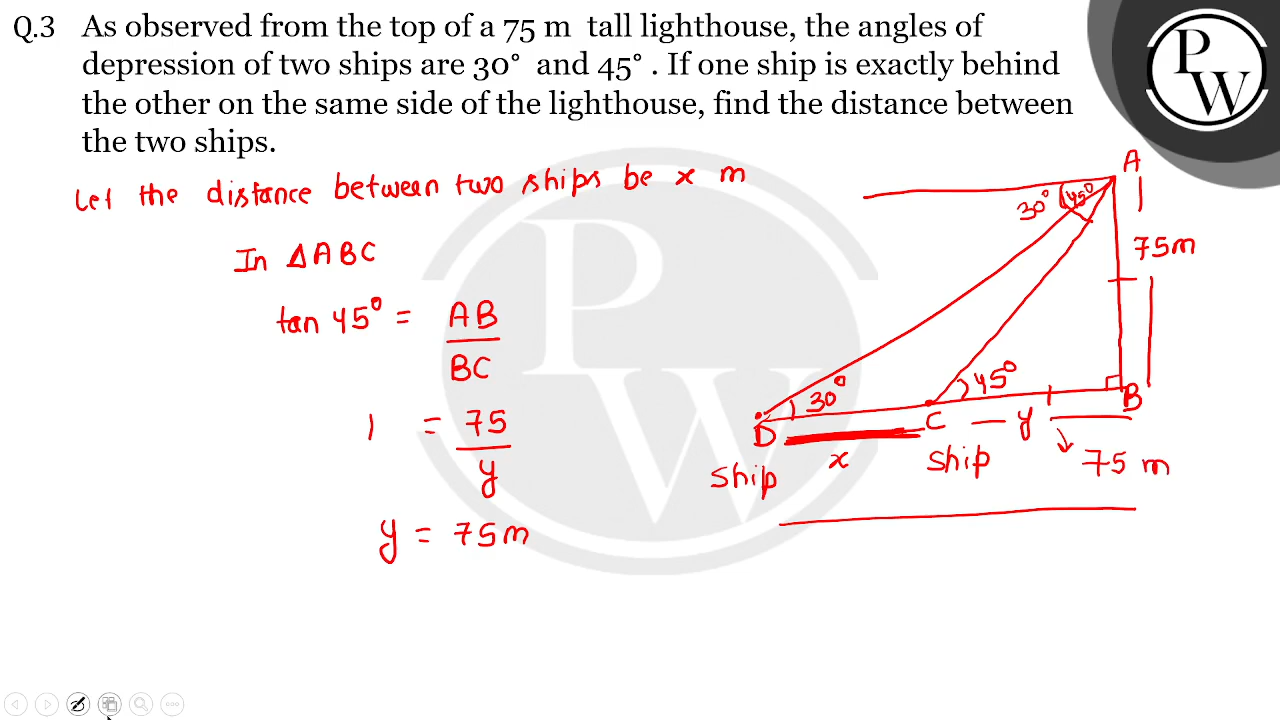 Q.3 As observed from the top of a 75 m tall lighthouse, the angles of
depression of two ships are 30° and 45° . If one ship is exactly behind
the other on the same side of the lighthouse, find the distance between
the two ships.
PW
Let the distance between two ships be x m
In ΔABC
tan 45° = AB/BC
1 = 75/y
y = 75m
A
30° 45°
75m
30°
45°
D
C
y
B
x
ship
ship
75 m
PW